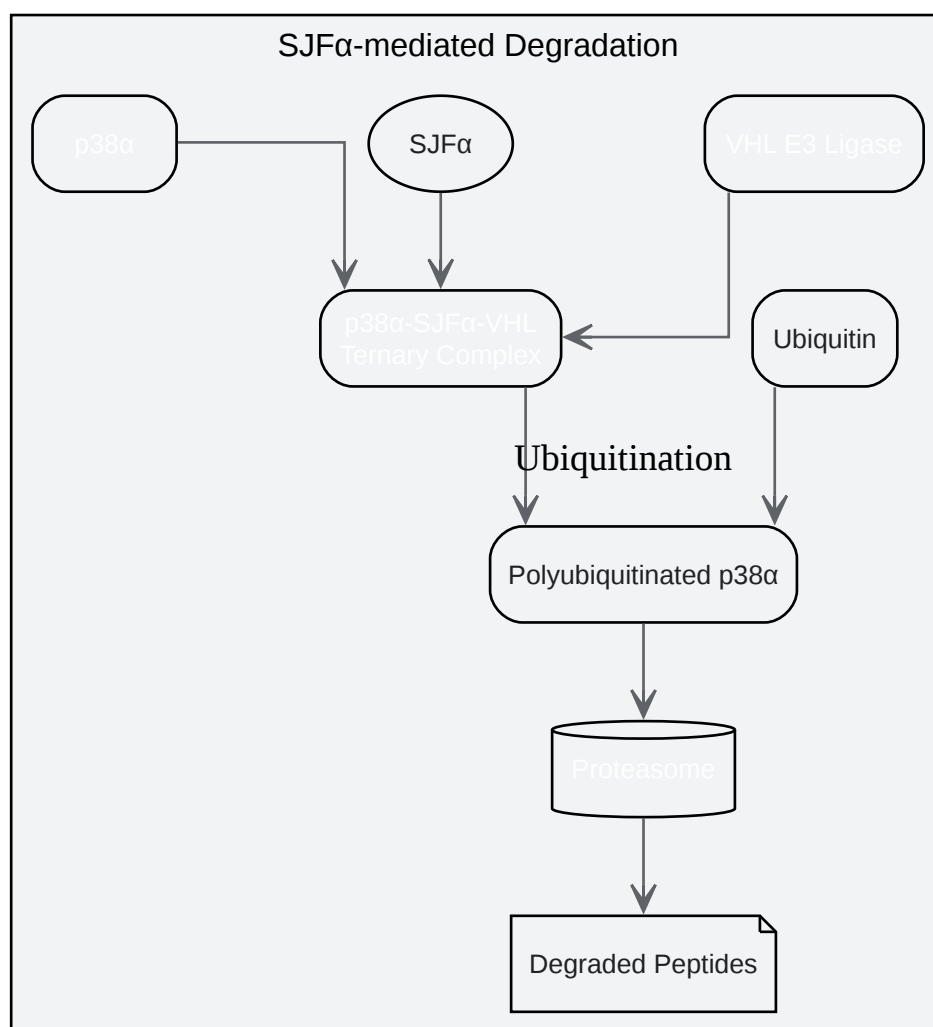 SJFα-mediated Degradation
p38α
SJFα
VHL E3 Ligase
p38α-SJFα-VHL
Ternary Complex
Ubiquitin
Ubiquitination
Polyubiquitinated p38α
Proteasome
Degraded Peptides